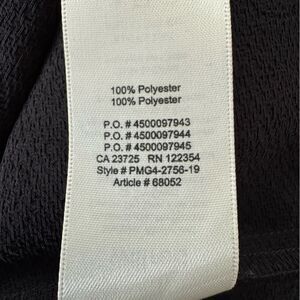 100% Polyester
100% Polyester
P.O. # 4500097943
P.O. # 4500097944
P.O. # 4500097945
CA 23725 RN 122354
Style # PMG4-2756-19
Article # 68052